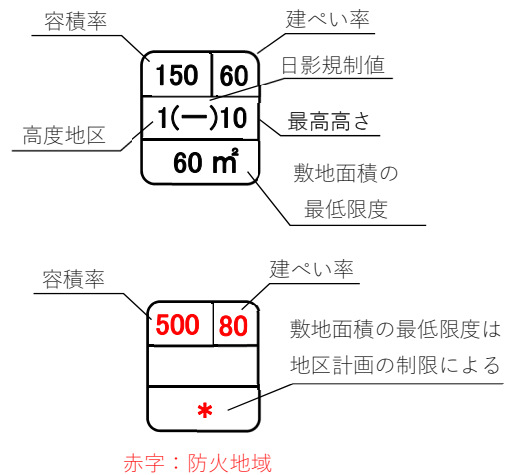 容積率
建ぺい率
150 60
日影規制値
1(一)10
高度地区
最高高さ
60 ㎡
敷地面積の
最低限度
容積率
建ぺい率
500 80
敷地面積の最低限度は
地区計画の制限による
*
赤字：防火地域